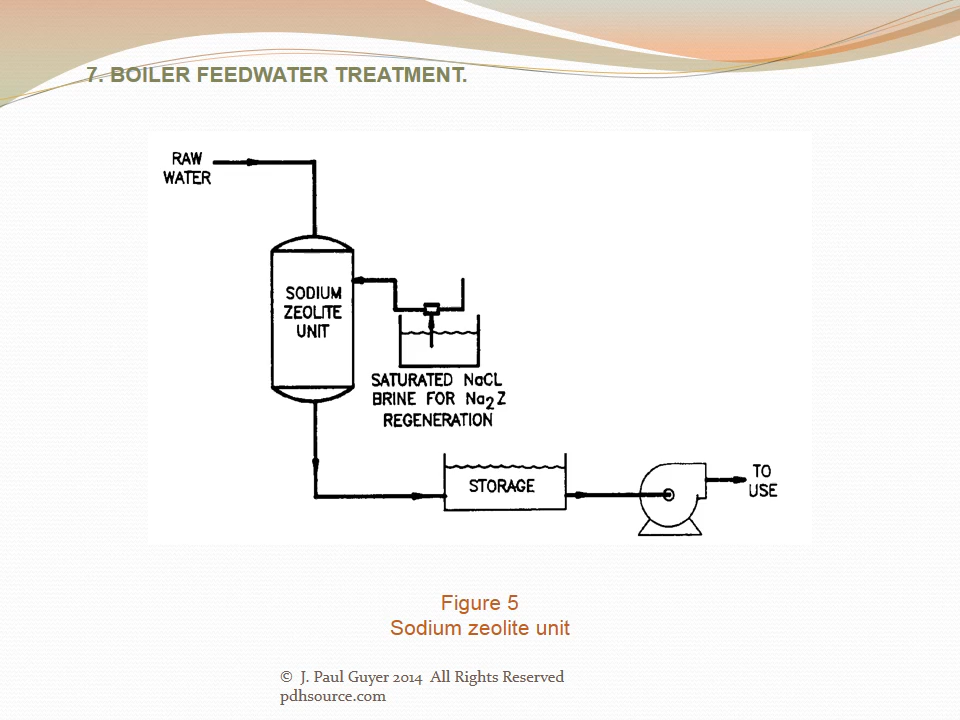 7. BOILER FEEDWATER TREATMENT.
RAW
WATER
SODIUM
ZEOLITE
UNIT
SATURATED NaCL
BRINE FOR Na₂Z
REGENERATION
STORAGE
TO
USE
Figure 5
Sodium zeolite unit
© J. Paul Guyer 2014 All Rights Reserved
pdhsource.com